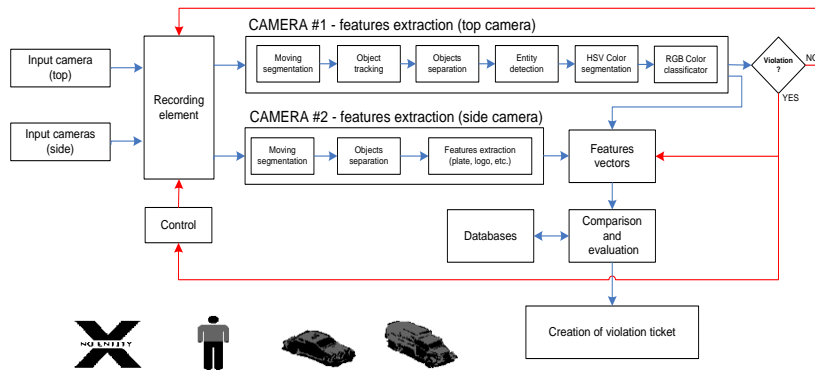 CAMERA #1 - features extraction (top camera)
Input camera
(top)
Recording
element
Moving
segmentation
Object
tracking
Objects
separation
Entity
detection
HSV Color
segmentation
RGB Color
classificator
Violation
?
NO
YES
Input cameras
(side)
CAMERA #2 - features extraction (side camera)
Moving
segmentation
Objects
separation
Features extraction
(plate, logo, etc.)
Features
vectors
Control
Databases
Comparison
and
evaluation
Creation of violation ticket
NO ENTITY